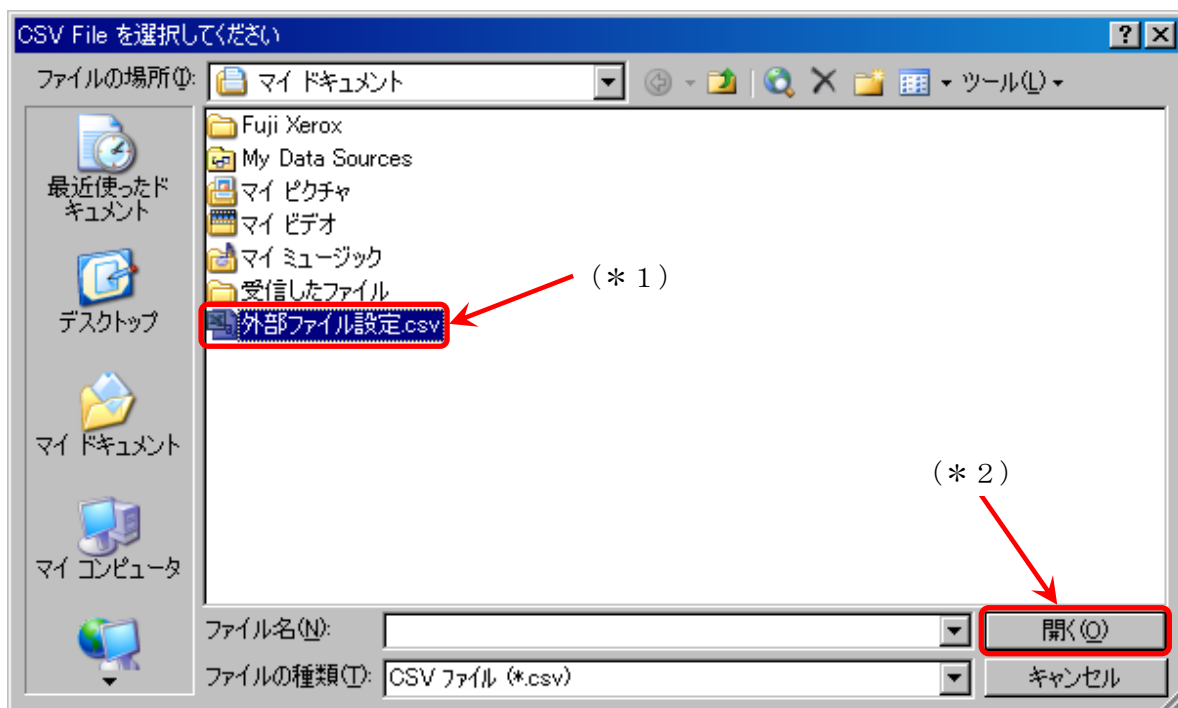 CSV File を選択してください
ファイルの場所(I):
マイ ドキュメント
ツール(L)
最近使ったド
キュメント
デスクトップ
マイ ドキュメント
マイ コンピュータ
Fuji Xerox
My Data Sources
マイ ピクチャ
マイ ビデオ
マイ ミュージック
受信したファイル
外部ファイル設定.csv
(*1)
(*2)
ファイル名(N):
開く(O)
ファイルの種類(T):
CSV ファイル (*.csv)
キャンセル